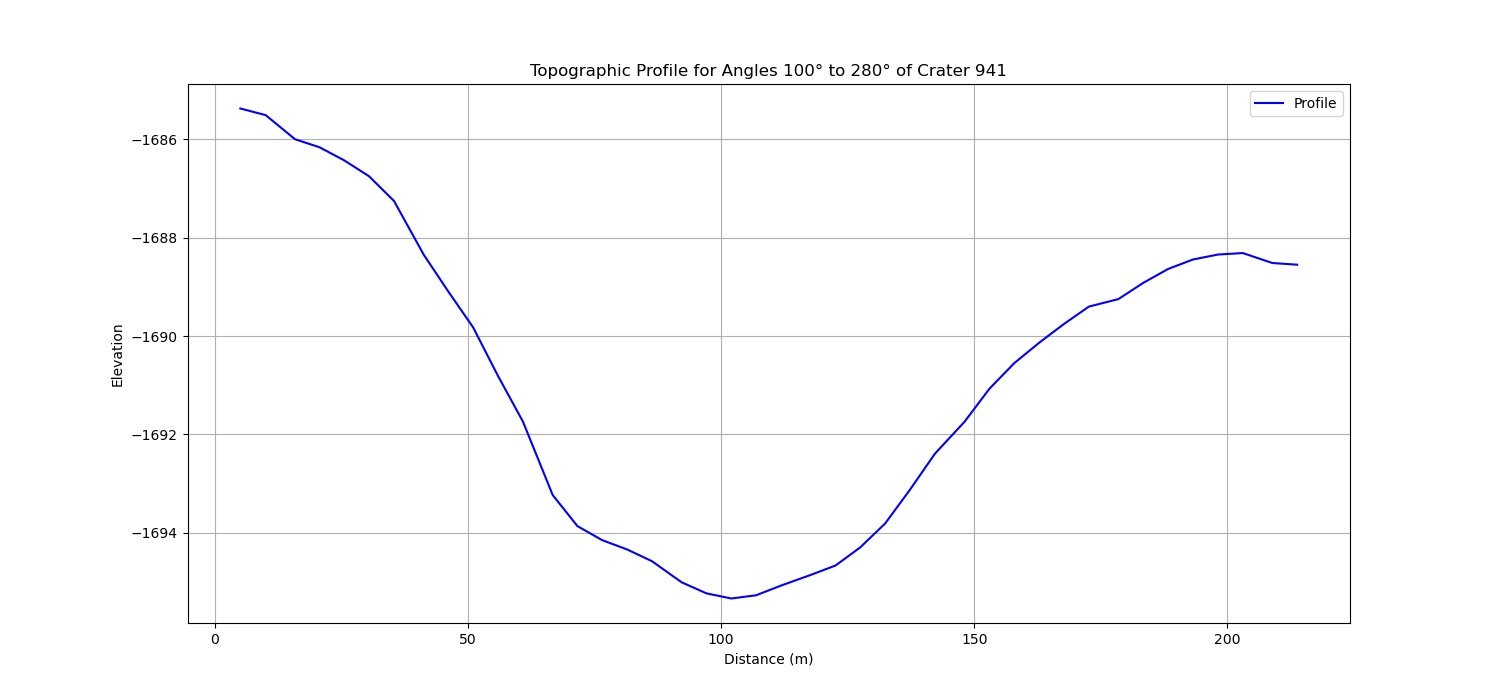 Topographic Profile for Angles 100° to 280° of Crater 941
Profile
−1686
−1688
−1690
−1692
−1694
Elevation
0 50 100 150 200
Distance (m)